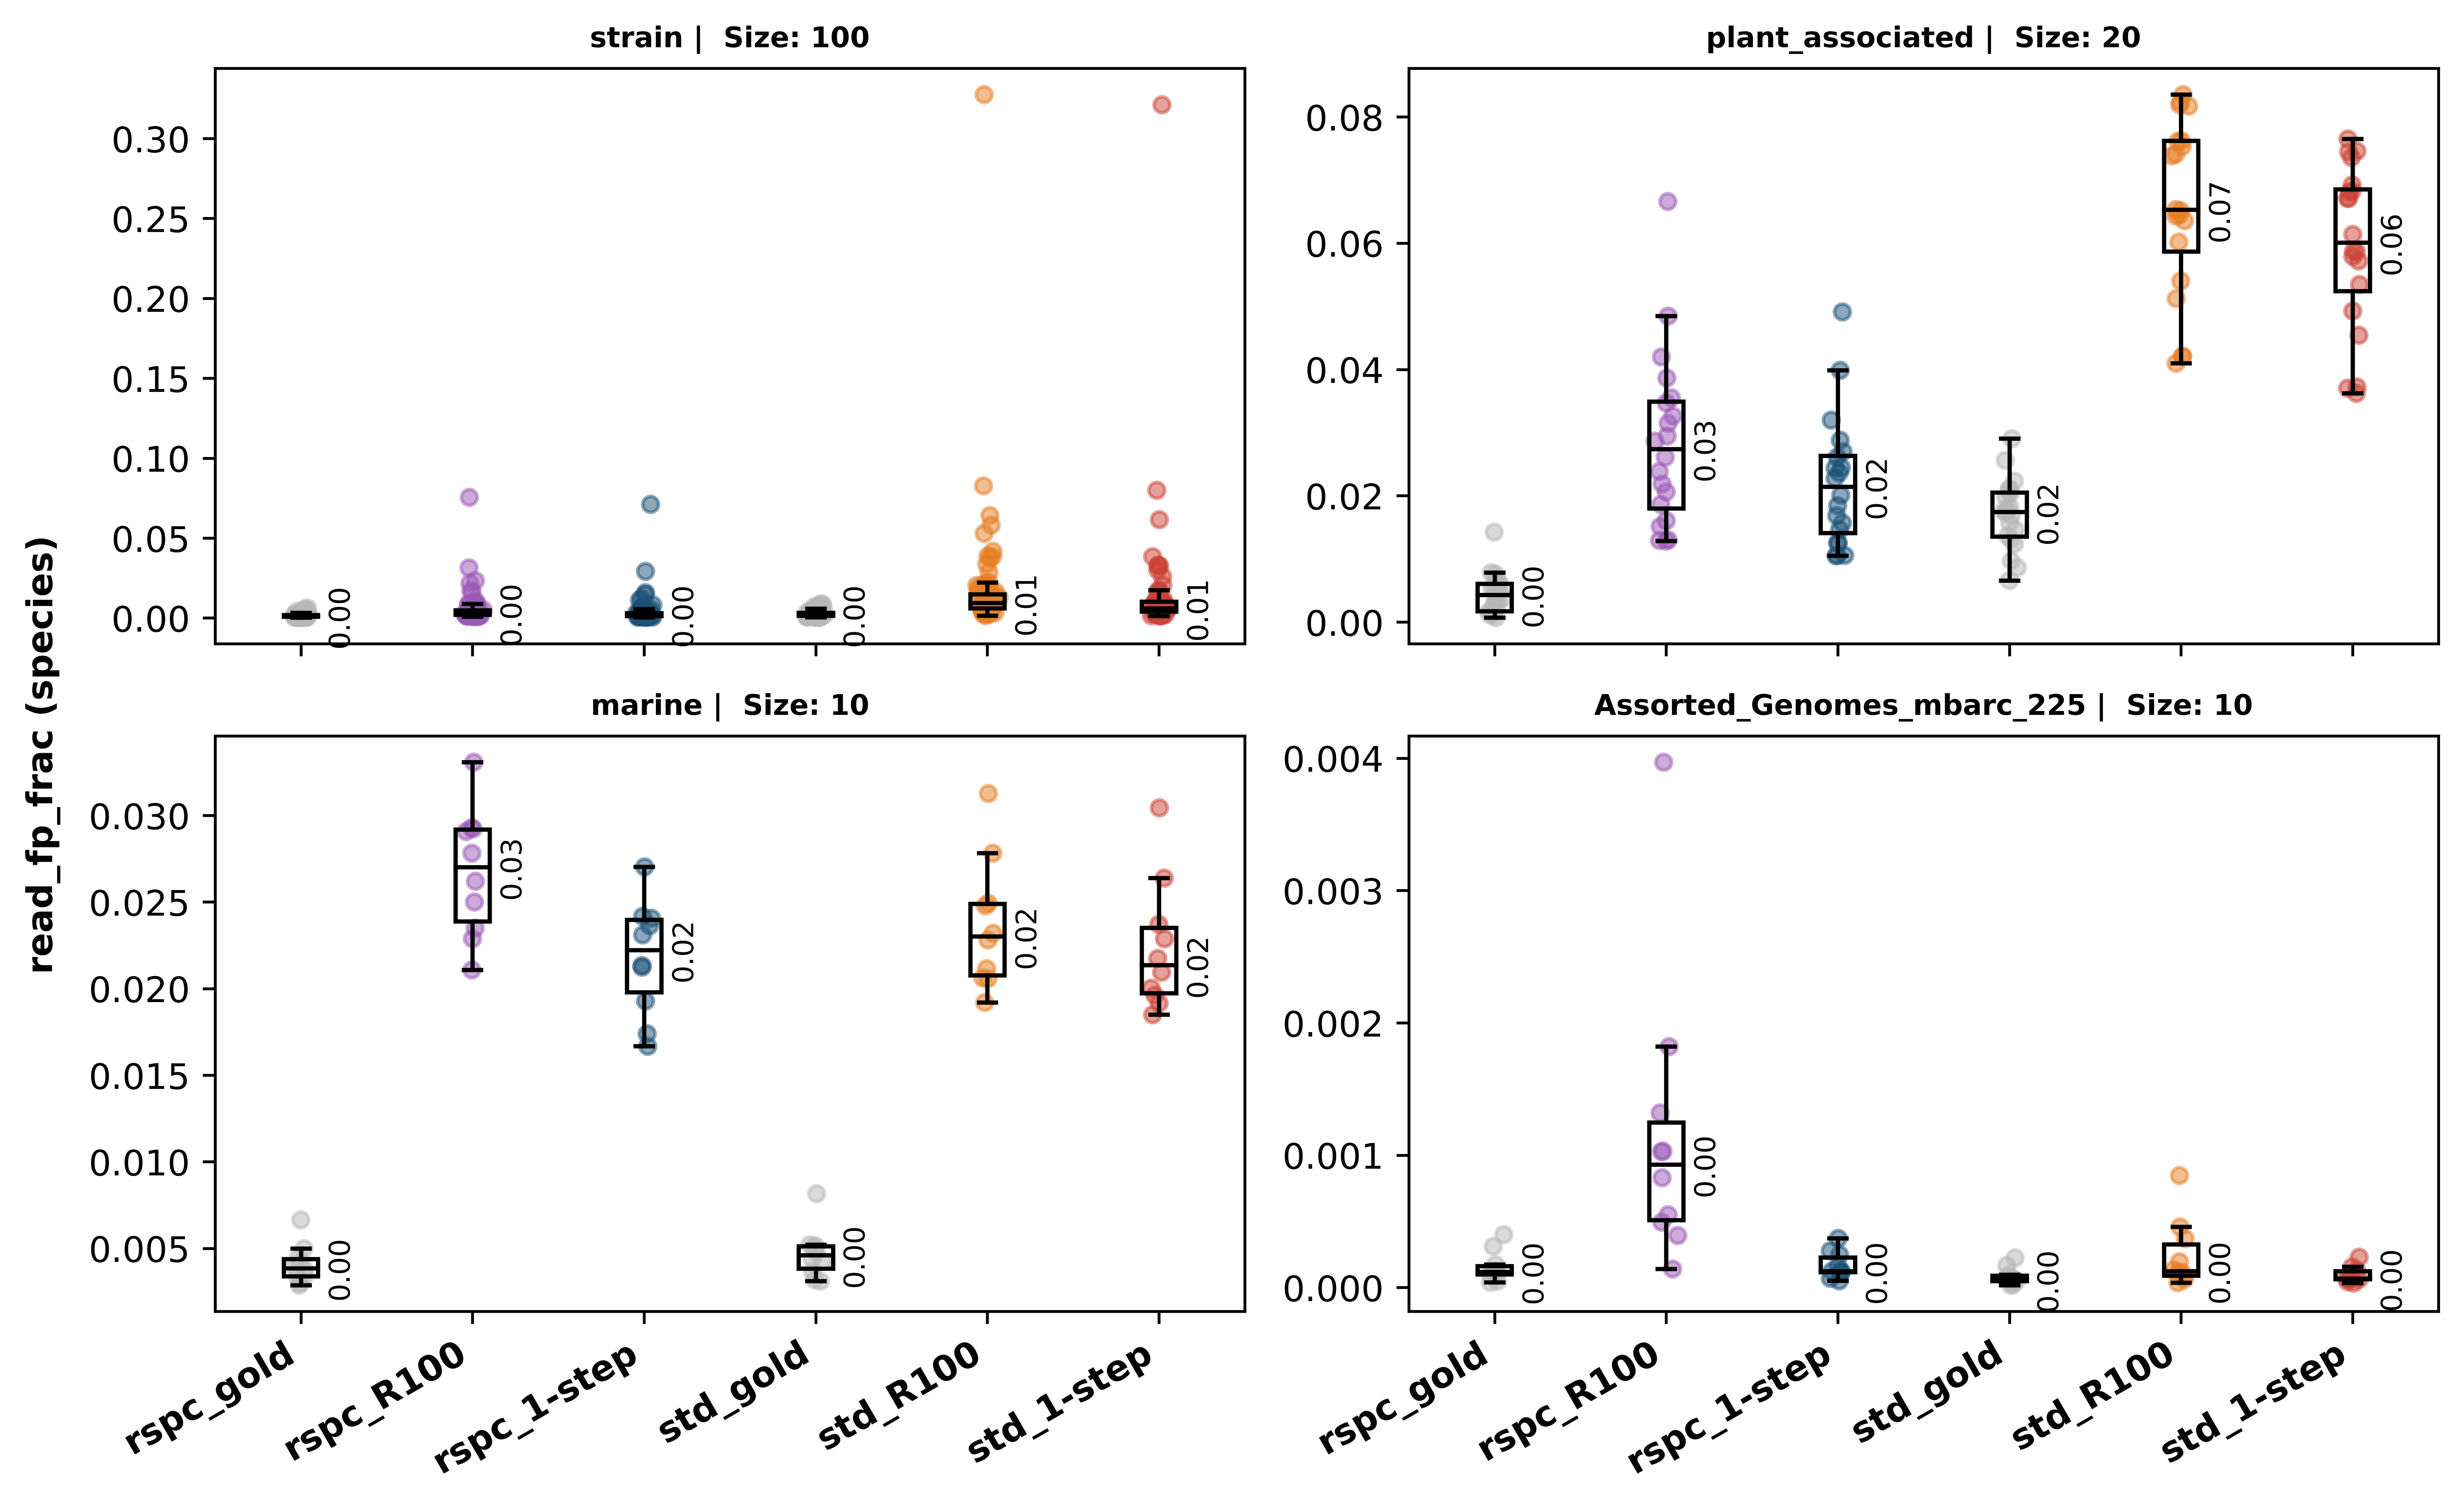 strain |  Size: 100
0.30
0.25
0.20
0.15
0.10
0.05
0.00
0.00
0.00
0.00
0.00
0.01
0.01
plant_associated |  Size: 20
0.08
0.06
0.04
0.02
0.00
0.00
0.03
0.02
0.02
0.07
0.06
read_fp_frac (species)
marine |  Size: 10
0.030
0.025
0.020
0.015
0.010
0.005
0.00
0.03
0.02
0.00
0.02
0.02
rspc_gold
rspc_R100
rspc_1-step
std_gold
std_R100
std_1-step
Assorted_Genomes_mbarc_225 |  Size: 10
0.004
0.003
0.002
0.001
0.000
0.00
0.00
0.00
0.00
0.00
0.00
rspc_gold
rspc_R100
rspc_1-step
std_gold
std_R100
std_1-step